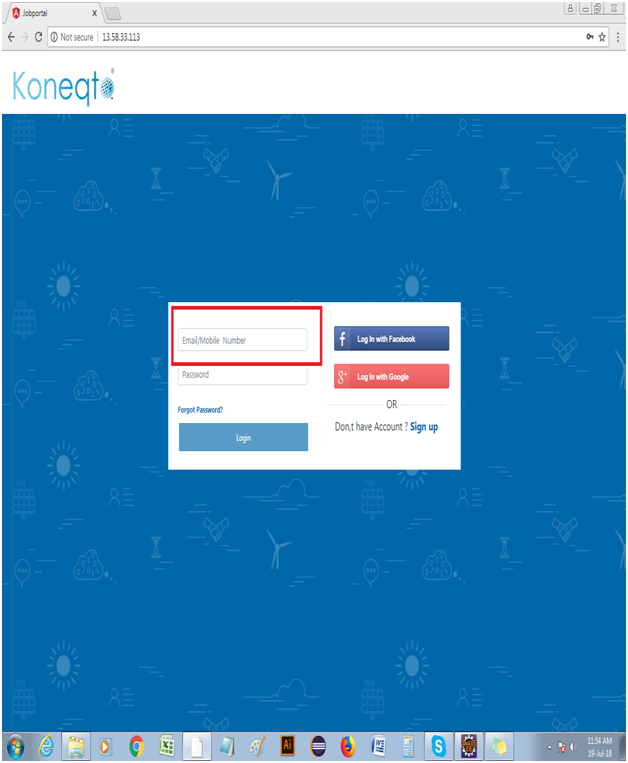 Jobportal
Not secure | 13.58.33.113
Koneqto
Email/Mobile Number
Password
Forgot Password?
Login
f Log In with Facebook
g+ Log In with Google
OR
Don,t have Account ? Sign up
Ai
W
S
11:54 AM
19-Jul-18